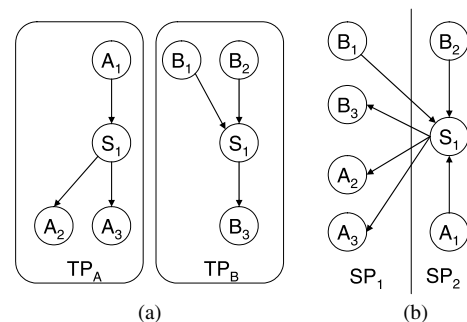 A1
S1
A2 A3
TPA
B1 B2
S1
B3
TPB
(a)
B1 B2
B3
S1
A2
A3 A1
SP1 SP2
(b)